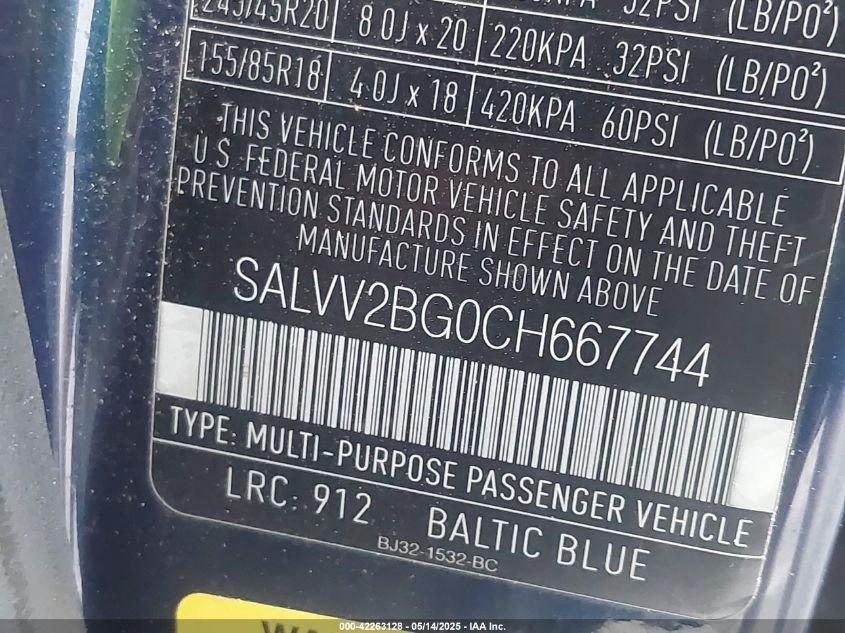 245/45R20 8.0J x 20 220KPA 32PSI (LB/PO²)
32PSI (LB/PO²)
155/85R18 4.0J x 18 420KPA 60PSI (LB/PO²)
THIS VEHICLE CONFORMS TO ALL APPLICABLE
U.S. FEDERAL MOTOR VEHICLE SAFETY AND THEFT
PREVENTION STANDARDS IN EFFECT ON THE DATE OF
MANUFACTURE SHOWN ABOVE
SALVV2BG0CH667744
TYPE: MULTI-PURPOSE PASSENGER VEHICLE
LRC: 912 BALTIC BLUE
BJ32-1532-BC
000-42263128 - 05/14/2025 - IAA Inc.